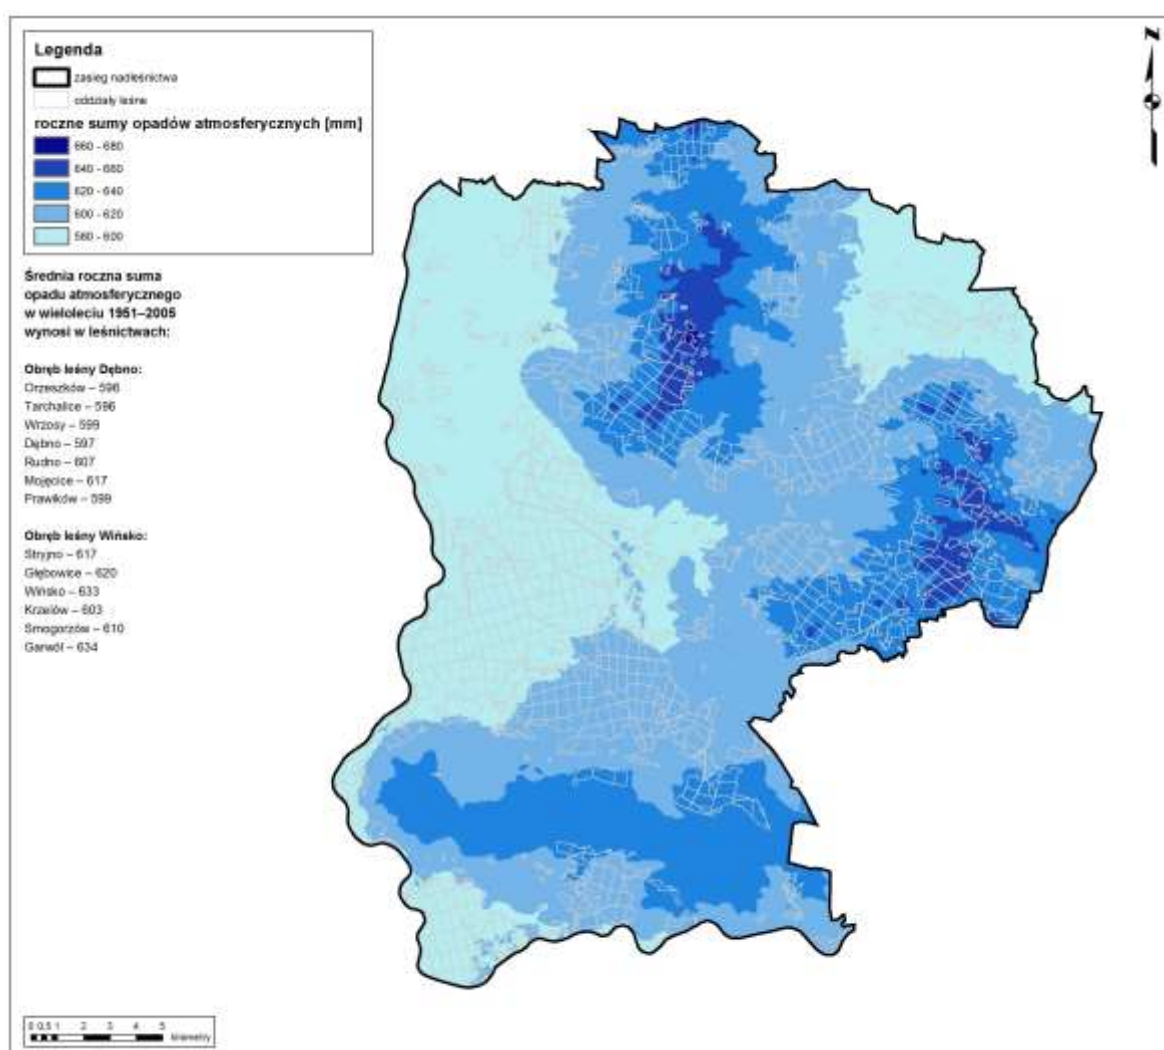 Legenda
zasięg nadleśnictwa
oddziały leśne
roczne sumy opadów atmosferycznych [mm]
660 - 680
640 - 660
620 - 640
600 - 620
580 - 600
Średnia roczna suma
opadu atmosferycznego
w wieloleciu 1951–2005
wynosi w leśnictwach:
Obręb leśny Dębno:
Orzeszków – 596
Tarchalice – 596
Wrzosy – 599
Dębno – 597
Rudno – 607
Mojęcice – 617
Prawików – 599
Obręb leśny Wińsko:
Stryjno – 617
Głębowice – 620
Wińsko – 633
Krzelów – 603
Smogorzów – 610
Garwół – 634
N
0 0,5 1 2 3 4 5
kilometry